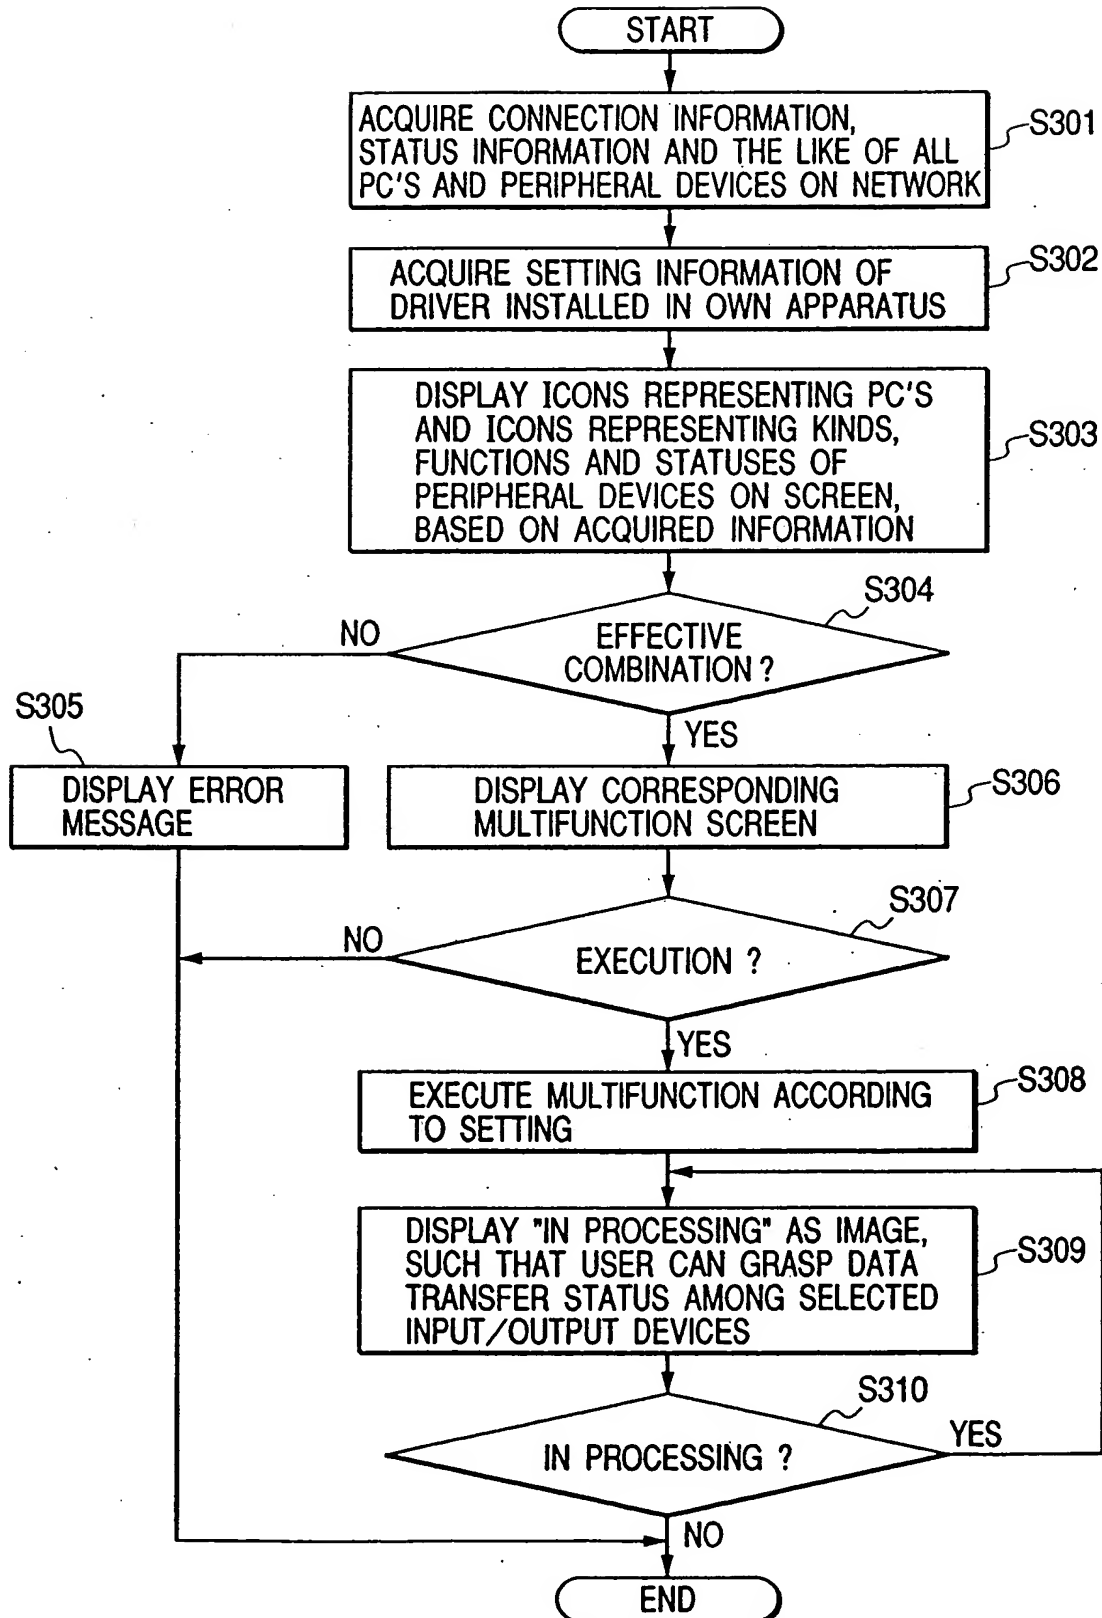 START
ACQUIRE CONNECTION INFORMATION,
STATUS INFORMATION AND THE LIKE OF ALL
PC'S AND PERIPHERAL DEVICES ON NETWORK
S301
ACQUIRE SETTING INFORMATION OF
DRIVER INSTALLED IN OWN APPARATUS
S302
DISPLAY ICONS REPRESENTING PC'S
AND ICONS REPRESENTING KINDS,
FUNCTIONS AND STATUSES OF
PERIPHERAL DEVICES ON SCREEN,
BASED ON ACQUIRED INFORMATION
S303
S304
EFFECTIVE
COMBINATION ?
NO
YES
S305
DISPLAY ERROR
MESSAGE
DISPLAY CORRESPONDING
MULTIFUNCTION SCREEN
S306
S307
EXECUTION ?
NO
YES
EXECUTE MULTIFUNCTION ACCORDING
TO SETTING
S308
DISPLAY "IN PROCESSING" AS IMAGE,
SUCH THAT USER CAN GRASP DATA
TRANSFER STATUS AMONG SELECTED
INPUT/OUTPUT DEVICES
S309
S310
IN PROCESSING ?
YES
NO
END